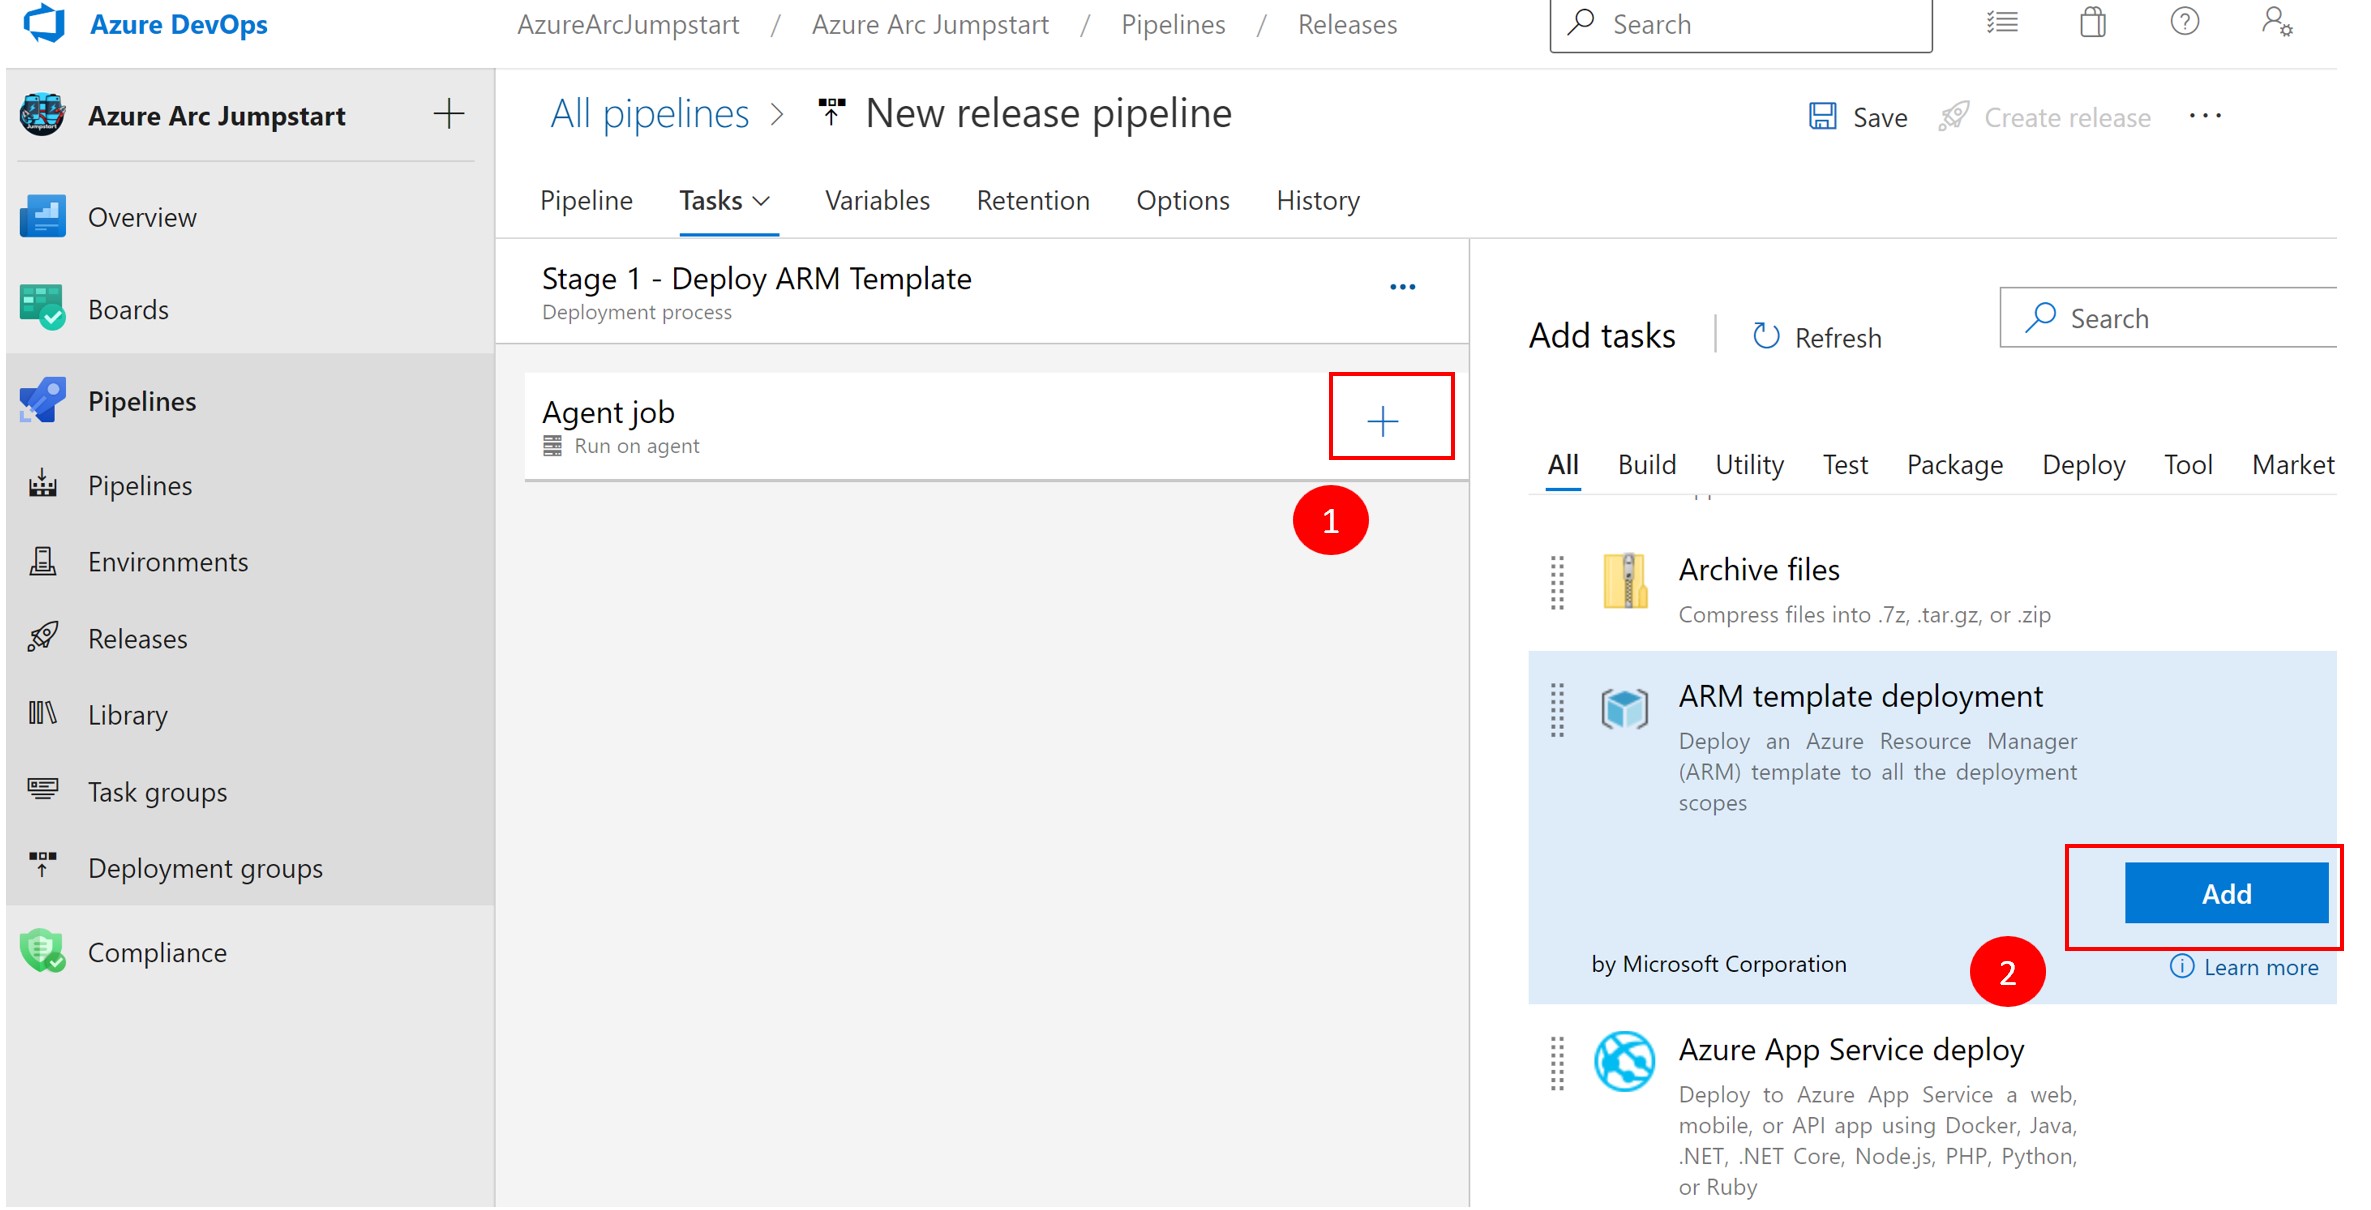 Azure DevOps
AzureArcJumpstart / Azure Arc Jumpstart / Pipelines / Releases
Search
Azure Arc Jumpstart
Overview
Boards
Pipelines
Pipelines
Environments
Releases
Library
Task groups
Deployment groups
Compliance
All pipelines > New release pipeline
Save
Create release
Pipeline
Tasks
Variables
Retention
Options
History
Stage 1 - Deploy ARM Template
Deployment process
Agent job
Run on agent
1
Add tasks
Refresh
Search
All
Build
Utility
Test
Package
Deploy
Tool
Market
Archive files
Compress files into .7z, .tar.gz, or .zip
ARM template deployment
Deploy an Azure Resource Manager
(ARM) template to all the deployment
scopes
Add
by Microsoft Corporation
2
Learn more
Azure App Service deploy
Deploy to Azure App Service a web,
mobile, or API app using Docker, Java,
.NET, .NET Core, Node.js, PHP, Python,
or Ruby